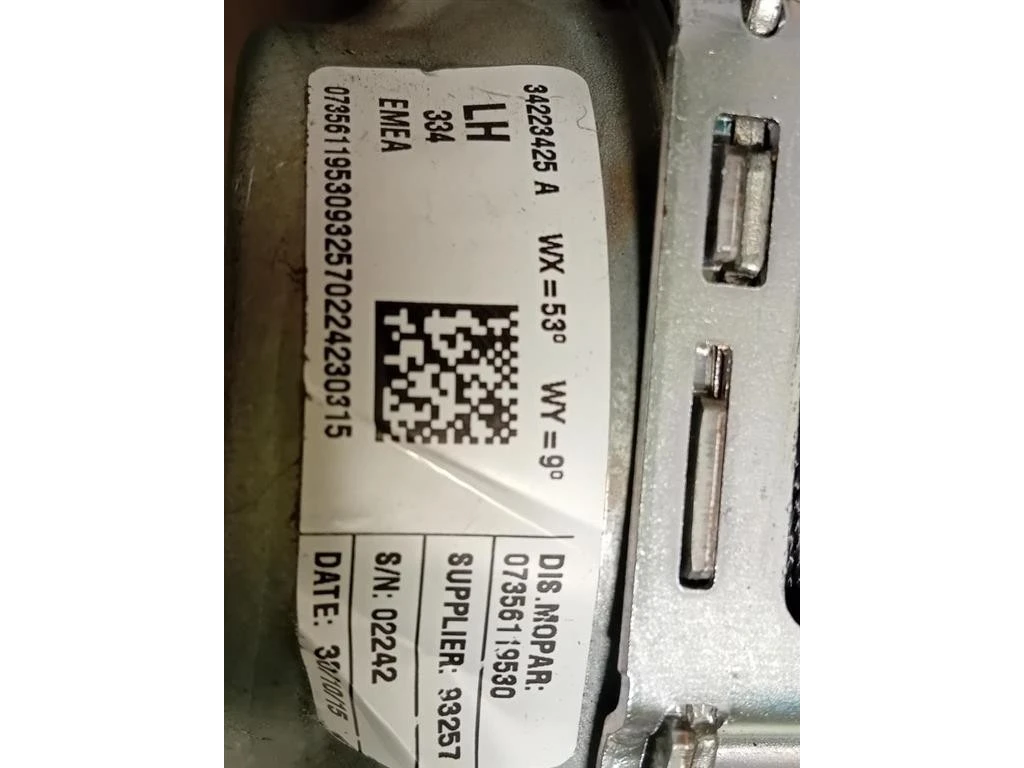 34223425 A WX=53° WY=9°
LH
334
EMEA
07356119530932570224230315
DIS.MOPAR:
07356119530
SUPPLIER: 93257
S/N: 02242
DATE: 30/10/15